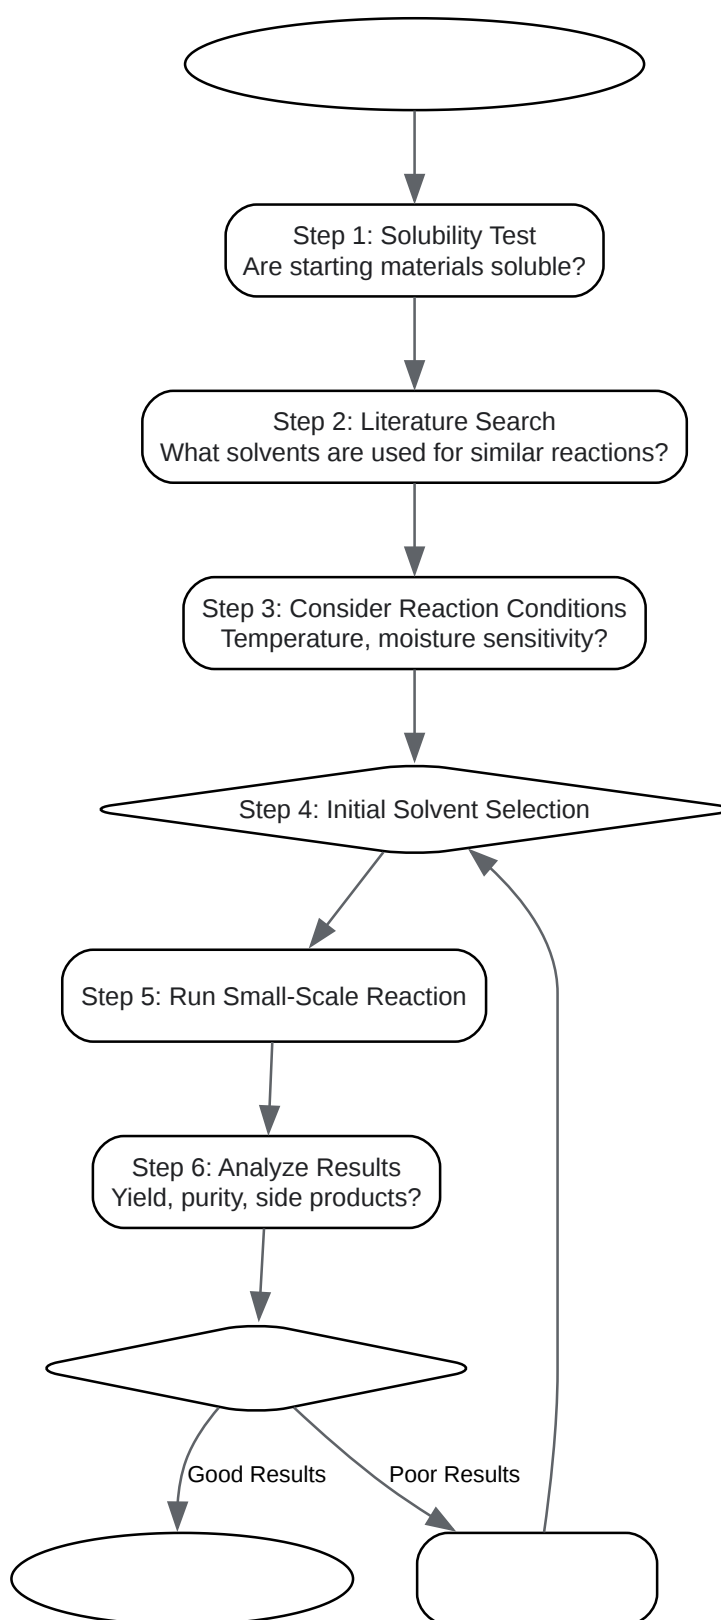 Step 1: Solubility Test
Are starting materials soluble?
Step 2: Literature Search
What solvents are used for similar reactions?
Step 3: Consider Reaction Conditions
Temperature, moisture sensitivity?
Step 4: Initial Solvent Selection
Step 5: Run Small-Scale Reaction
Step 6: Analyze Results
Yield, purity, side products?
Good Results
Poor Results